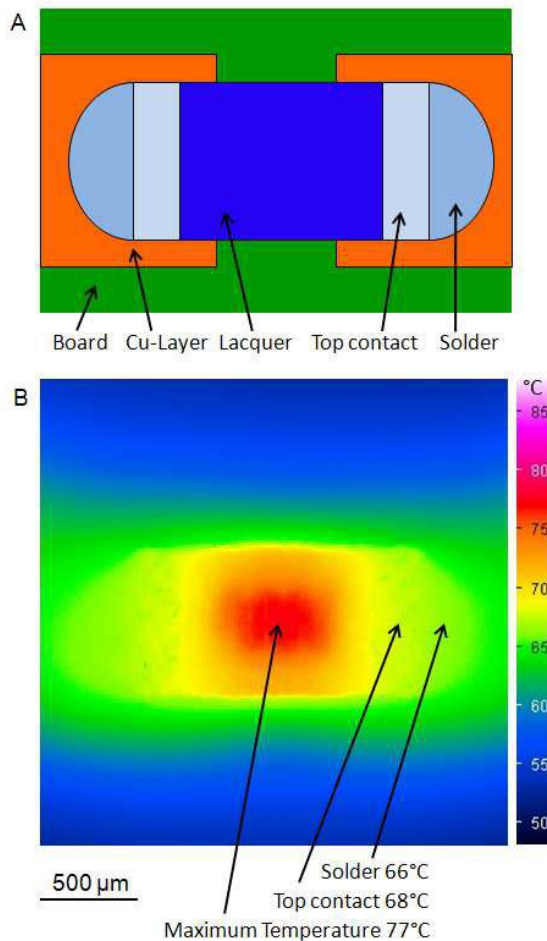 A
Board Cu-Layer Lacquer Top contact Solder
B
°C
85
80
75
70
65
60
55
50
Solder 66°C
500 µm
Top contact 68°C
Maximum Temperature 77°C